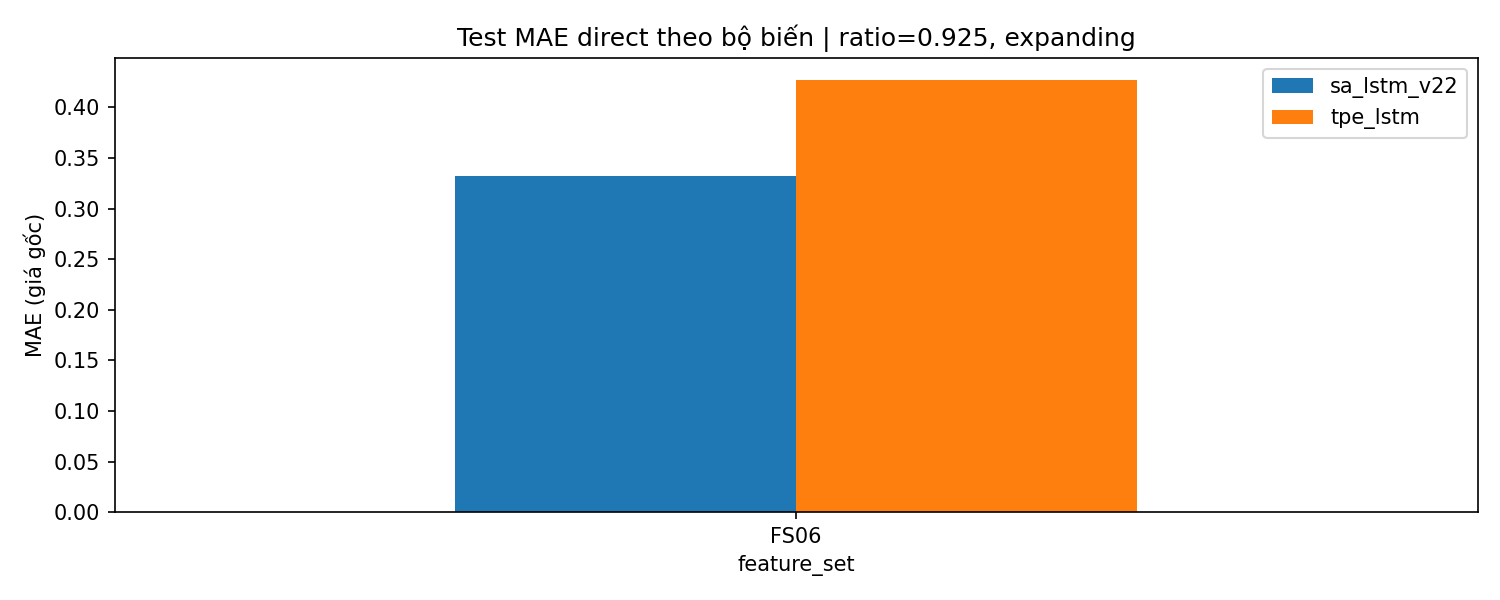 Test MAE direct theo bộ biến | ratio=0.925, expanding
sa_lstm_v22
tpe_lstm
MAE (giá gốc)
0.40
0.35
0.30
0.25
0.20
0.15
0.10
0.05
0.00
FS06
feature_set